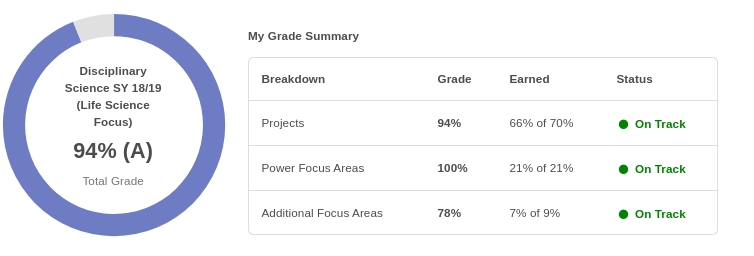 Disciplinary
Science SY 18/19
(Life Science
Focus)
94% (A)
Total Grade
My Grade Summary
Breakdown Grade Earned Status
Projects 94% 66% of 70% On Track
Power Focus Areas 100% 21% of 21% On Track
Additional Focus Areas 78% 7% of 9% On Track